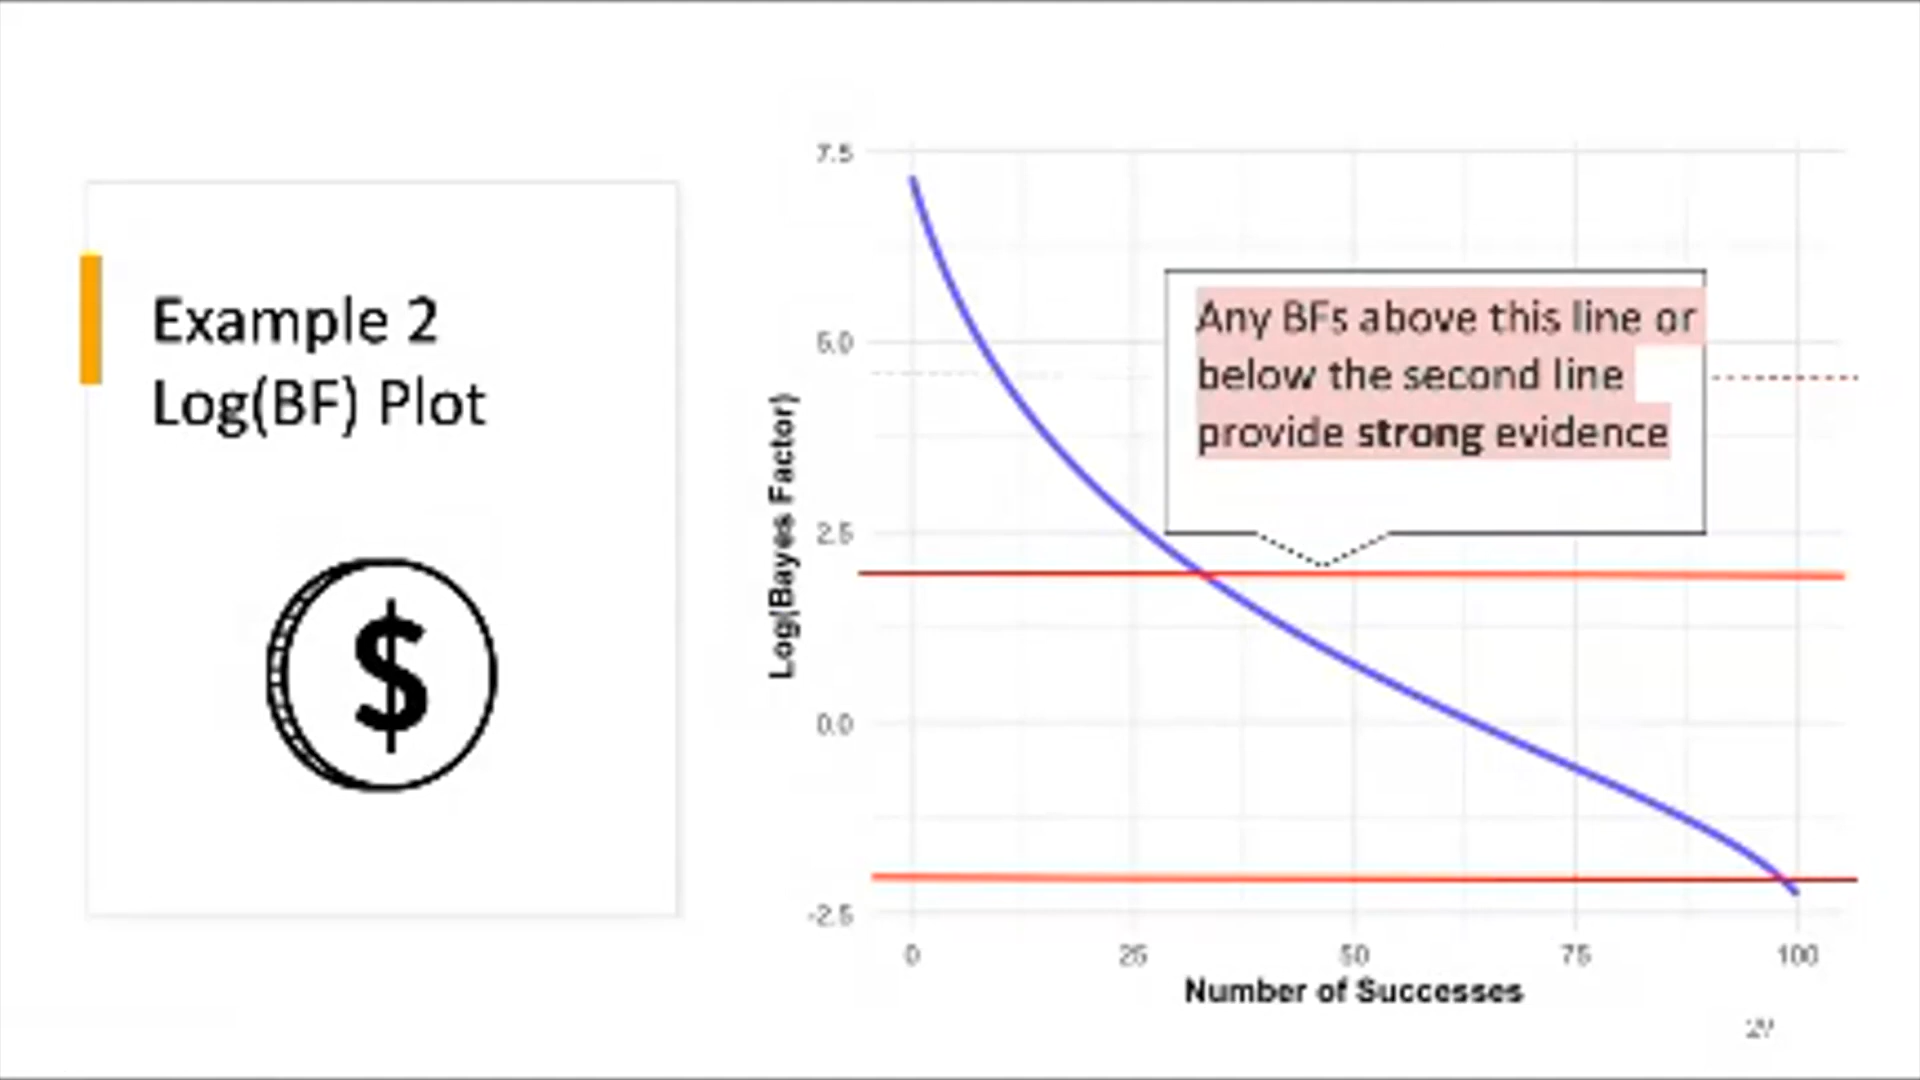 Example 2
Log(BF) Plot
$
7.5
5.0
2.5
0.0
-2.5
Log(Bayes Factor)
Any BFs above this line or
below the second line
provide strong evidence
0 25 50 75 100
Number of Successes